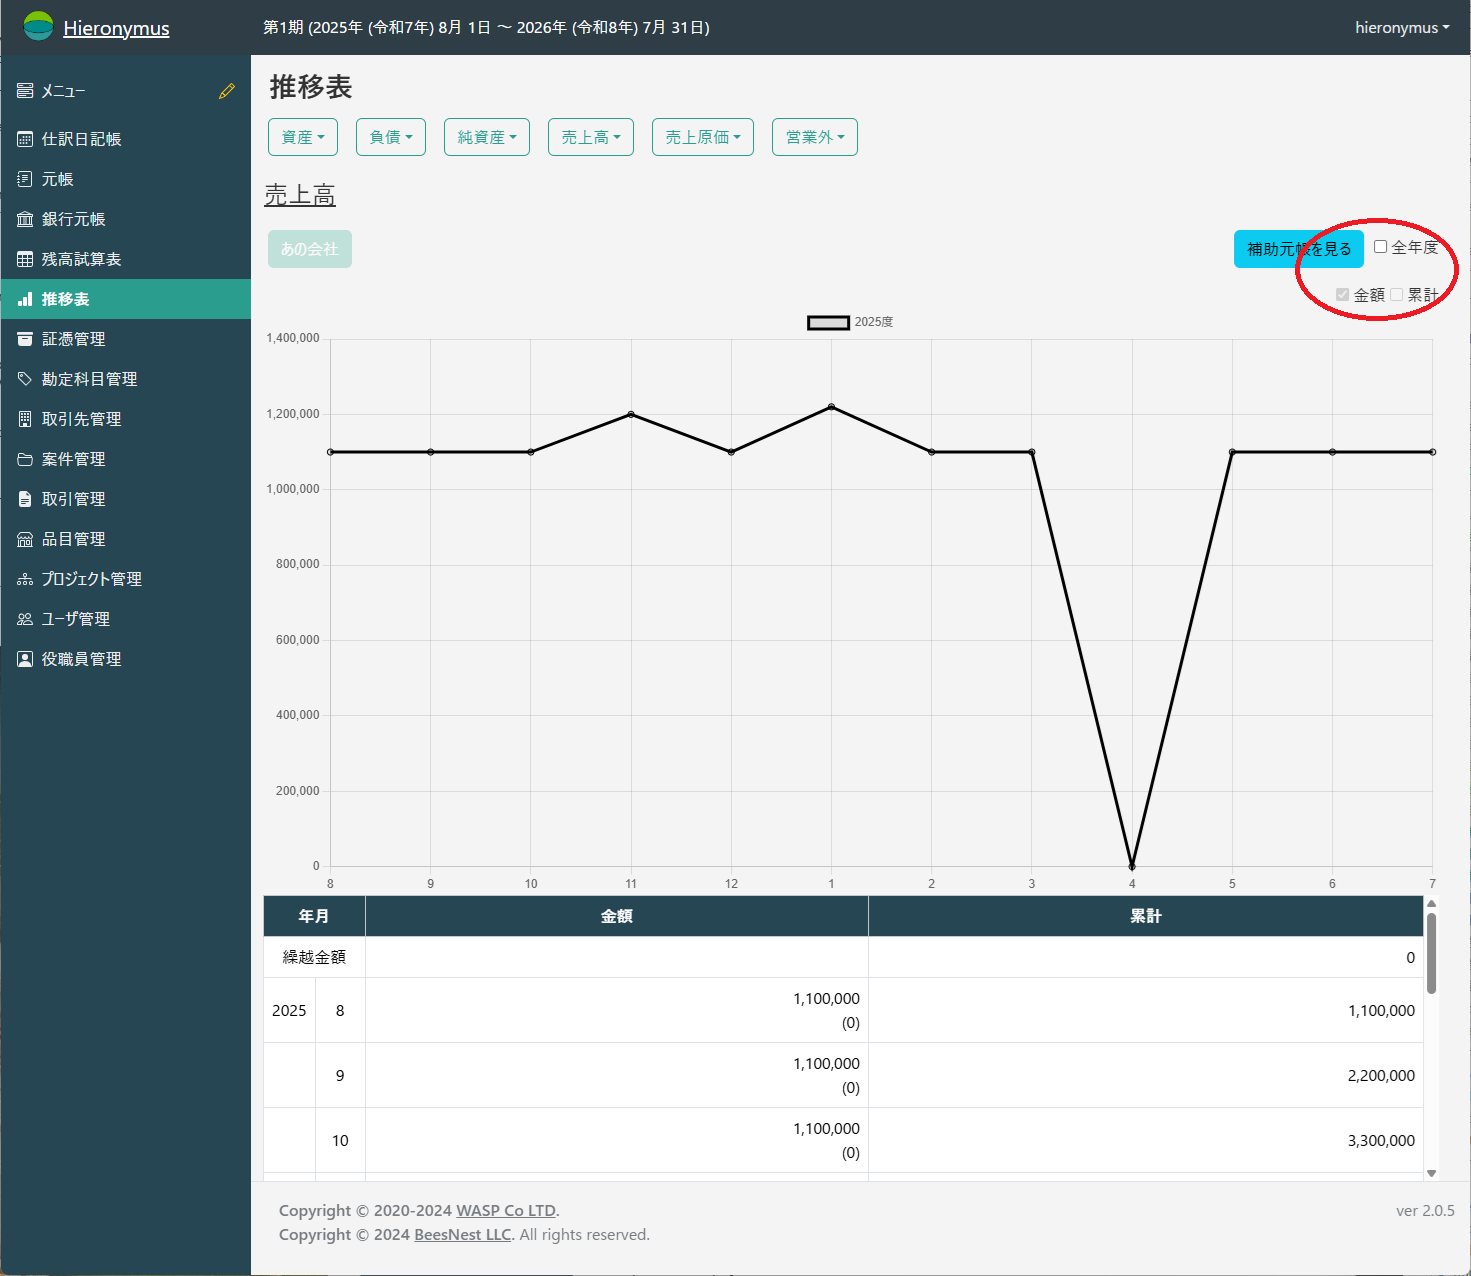 Hieronymus
第1期 (2025年 (令和7年) 8月 1日 ～ 2026年 (令和8年) 7月 31日)
hieronymus
メニュー
仕訳日記帳
元帳
銀行元帳
残高試算表
推移表
証憑管理
勘定科目管理
取引先管理
案件管理
取引管理
品目管理
プロジェクト管理
ユーザ管理
役職員管理
推移表
資産 負債 純資産 売上高 売上原価 営業外
売上高
あの会社
補助元帳を見る 全年度
金額 累計
2025度
1,400,000
1,200,000
1,000,000
800,000
600,000
400,000
200,000
0
8 9 10 11 12 1 2 3 4 5 6 7
年月 金額 累計
繰越金額 0
2025 8 1,100,000 (0) 1,100,000
9 1,100,000 (0) 2,200,000
10 1,100,000 (0) 3,300,000
Copyright © 2020-2024 WASP Co LTD.
Copyright © 2024 BeesNest LLC. All rights reserved.
ver 2.0.5